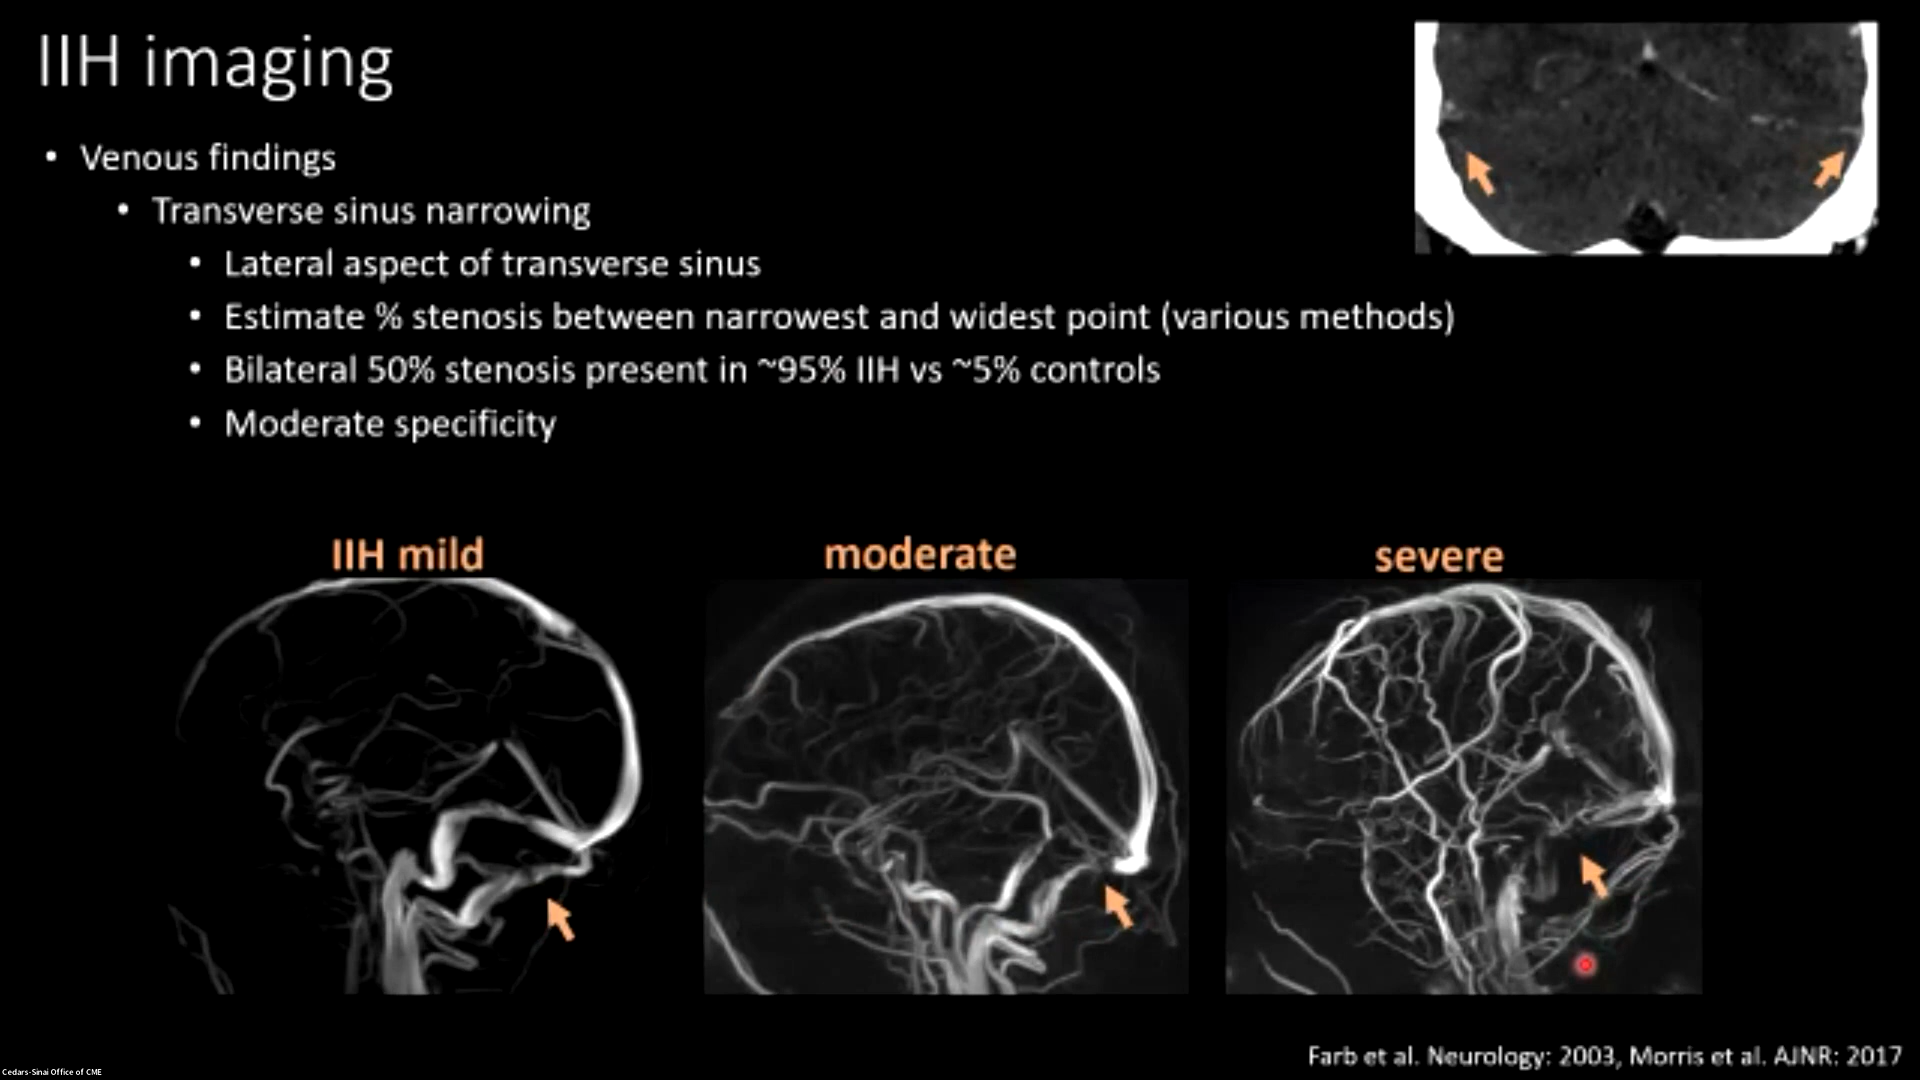 IIH imaging
• Venous findings
• Transverse sinus narrowing
• Lateral aspect of transverse sinus
• Estimate % stenosis between narrowest and widest point (various methods)
• Bilateral 50% stenosis present in ~95% IIH vs ~5% controls
• Moderate specificity
IIH mild
moderate
severe
Farb et al. Neurology: 2003, Morris et al. AJNR: 2017
Cedars-Sinai Office of CME